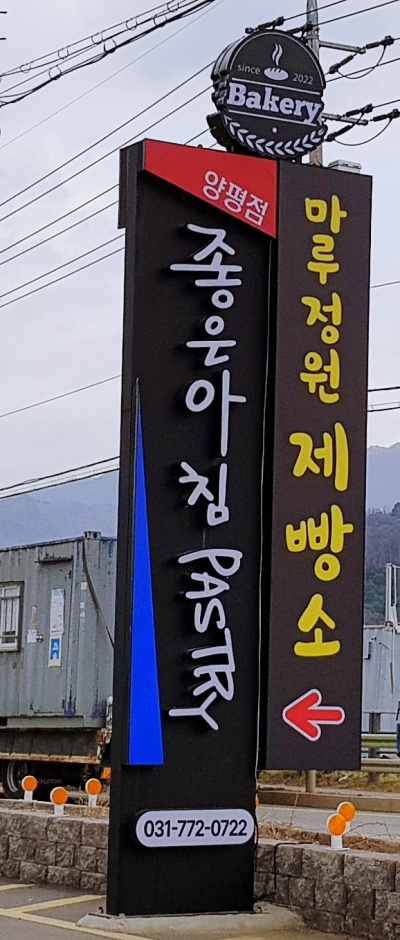 since 2022
Bakery
양평점
좋은아침 PASTRY
마루정원 제빵소
031-772-0722